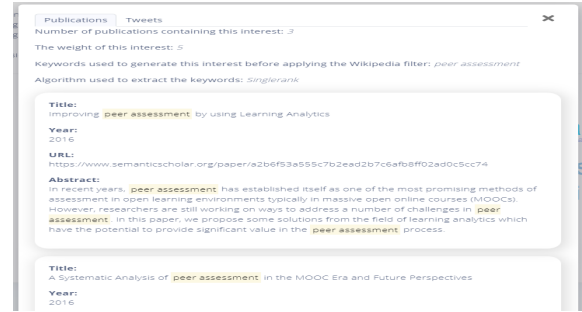 Publications Tweets
Number of publications containing this interest: 3
The weight of this interest: 5
Keywords used to generate this interest before applying the Wikipedia filter: peer assessment
Algorithm used to extract the keywords: Singlerank
Title:
Improving peer assessment by using Learning Analytics
Year:
2016
URL:
https://www.semanticscholar.org/paper/a2b6f53a555c7b2ead2b7c6afb8ff02ad0c5cc74
Abstract:
In recent years, peer assessment has established itself as one of the most promising methods of
assessment in open learning environments typically in massive open online courses (MOOCs).
However, researchers are still working on ways to address a number of challenges in peer
assessment. in this paper, we propose some solutions from the field of learning analytics which
have the potential to provide significant value in the peer assessment process.
Title:
A Systematic Analysis of peer assessment in the MOOC Era and Future Perspectives
Year:
2016